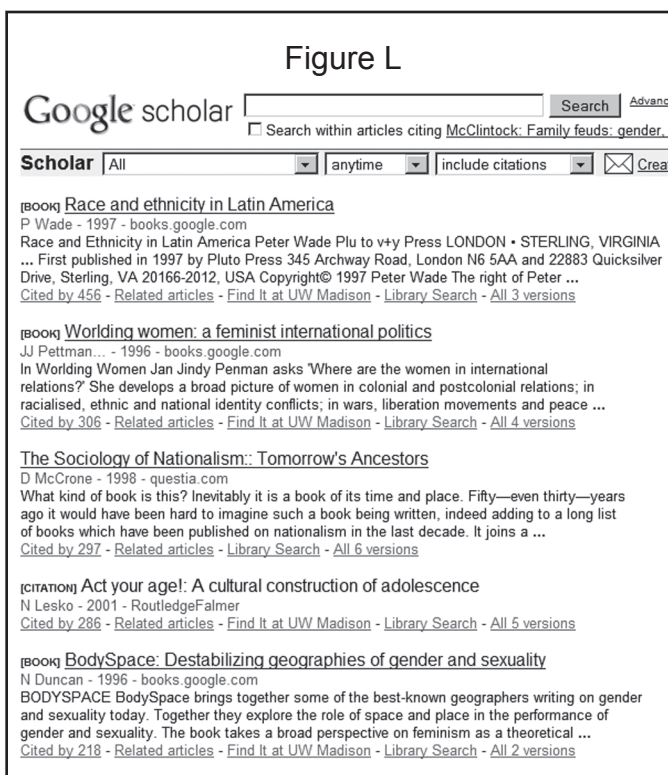 Figure L
Google scholar
Search
Advanc
Search within articles citing McClintock: Family feuds: gender,
Scholar All anytime include citations Crea
[BOOK] Race and ethnicity in Latin America
P Wade - 1997 - books.google.com
Race and Ethnicity in Latin America Peter Wade Plu to v+y Press LONDON • STERLING, VIRGINIA
... First published in 1997 by Pluto Press 345 Archway Road, London N6 5AA and 22883 Quicksilver
Drive, Sterling, VA 20166-2012, USA Copyright© 1997 Peter Wade The right of Peter ...
Cited by 456 - Related articles - Find It at UW Madison - Library Search - All 3 versions
[BOOK] Worlding women: a feminist international politics
JJ Pettman... - 1996 - books.google.com
In Worlding Women Jan Jindy Penman asks 'Where are the women in international
relations?' She develops a broad picture of women in colonial and postcolonial relations; in
racialised, ethnic and national identity conflicts; in wars, liberation movements and peace ...
Cited by 306 - Related articles - Find It at UW Madison - Library Search - All 4 versions
The Sociology of Nationalism:: Tomorrow's Ancestors
D McCrone - 1998 - questia.com
What kind of book is this? Inevitably it is a book of its time and place. Fifty—even thirty—years
ago it would have been hard to imagine such a book being written, indeed adding to a long list
of books which have been published on nationalism in the last decade. It joins a ...
Cited by 297 - Related articles - Library Search - All 6 versions
[CITATION] Act your age!: A cultural construction of adolescence
N Lesko - 2001 - RoutledgeFalmer
Cited by 286 - Related articles - Find It at UW Madison - Library Search - All 5 versions
[BOOK] BodySpace: Destabilizing geographies of gender and sexuality
N Duncan - 1996 - books.google.com
BODYSPACE BodySpace brings together some of the best-known geographers writing on gender
and sexuality today. Together they explore the role of space and place in the performance of
gender and sexuality. The book takes a broad perspective on feminism as a theoretical ...
Cited by 218 - Related articles - Find It at UW Madison - Library Search - All 2 versions